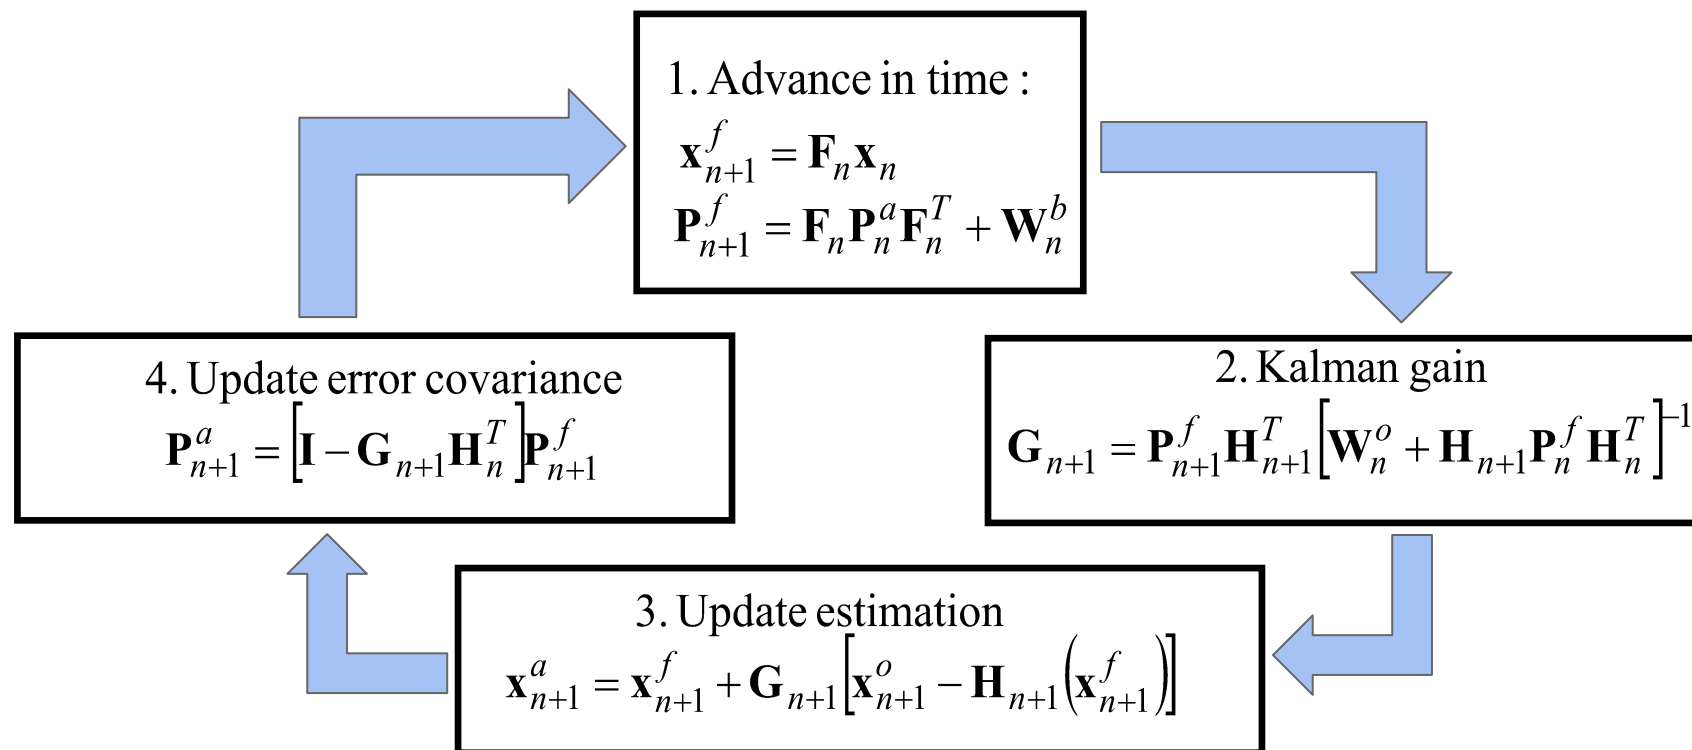 1. Advance in time :
x^f_{n+1} = F_n x_n
P^f_{n+1} = F_n P^a_n F^T_n + W^b_n
2. Kalman gain
G_{n+1} = P^f_{n+1} H^T_{n+1} [W^o_n + H_{n+1} P^f_n H^T_n]^{-1}
3. Update estimation
x^a_{n+1} = x^f_{n+1} + G_{n+1} [x^o_{n+1} − H_{n+1} (x^f_{n+1})]
4. Update error covariance
P^a_{n+1} = [I − G_{n+1} H^T_n] P^f_{n+1}